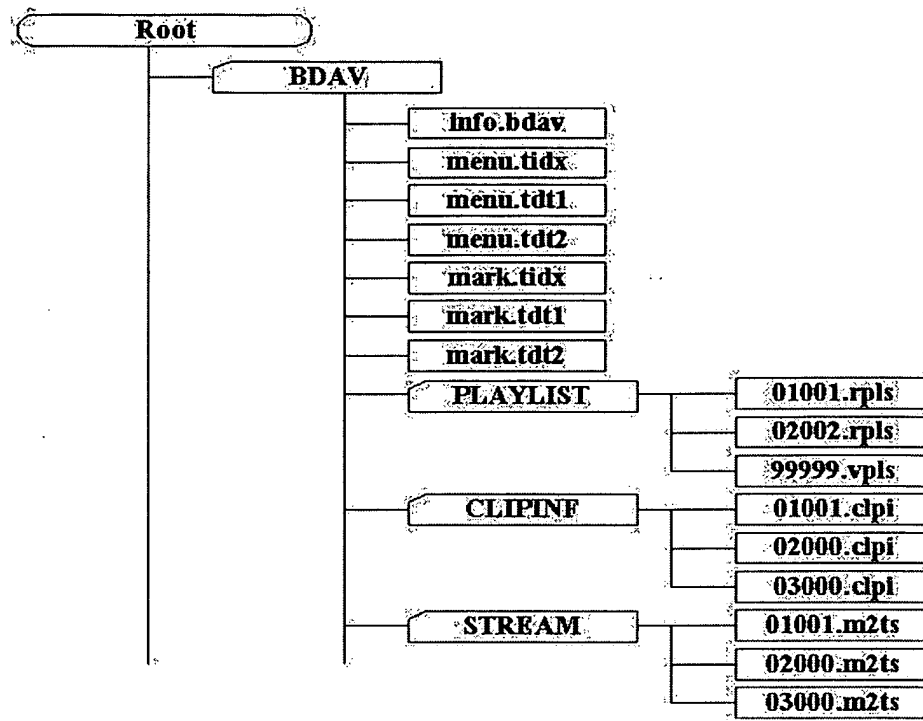 Root
BDAV
info.bdav
menu.tidx
menu.tdt1
menu.tdt2
mark.tidx
mark.tdt1
mark.tdt2
PLAYLIST
01001.rpls
02002.rpls
99999.vpls
CLIPINF
01001.clpi
02000.clpi
03000.clpi
STREAM
01001.m2ts
02000.m2ts
03000.m2ts